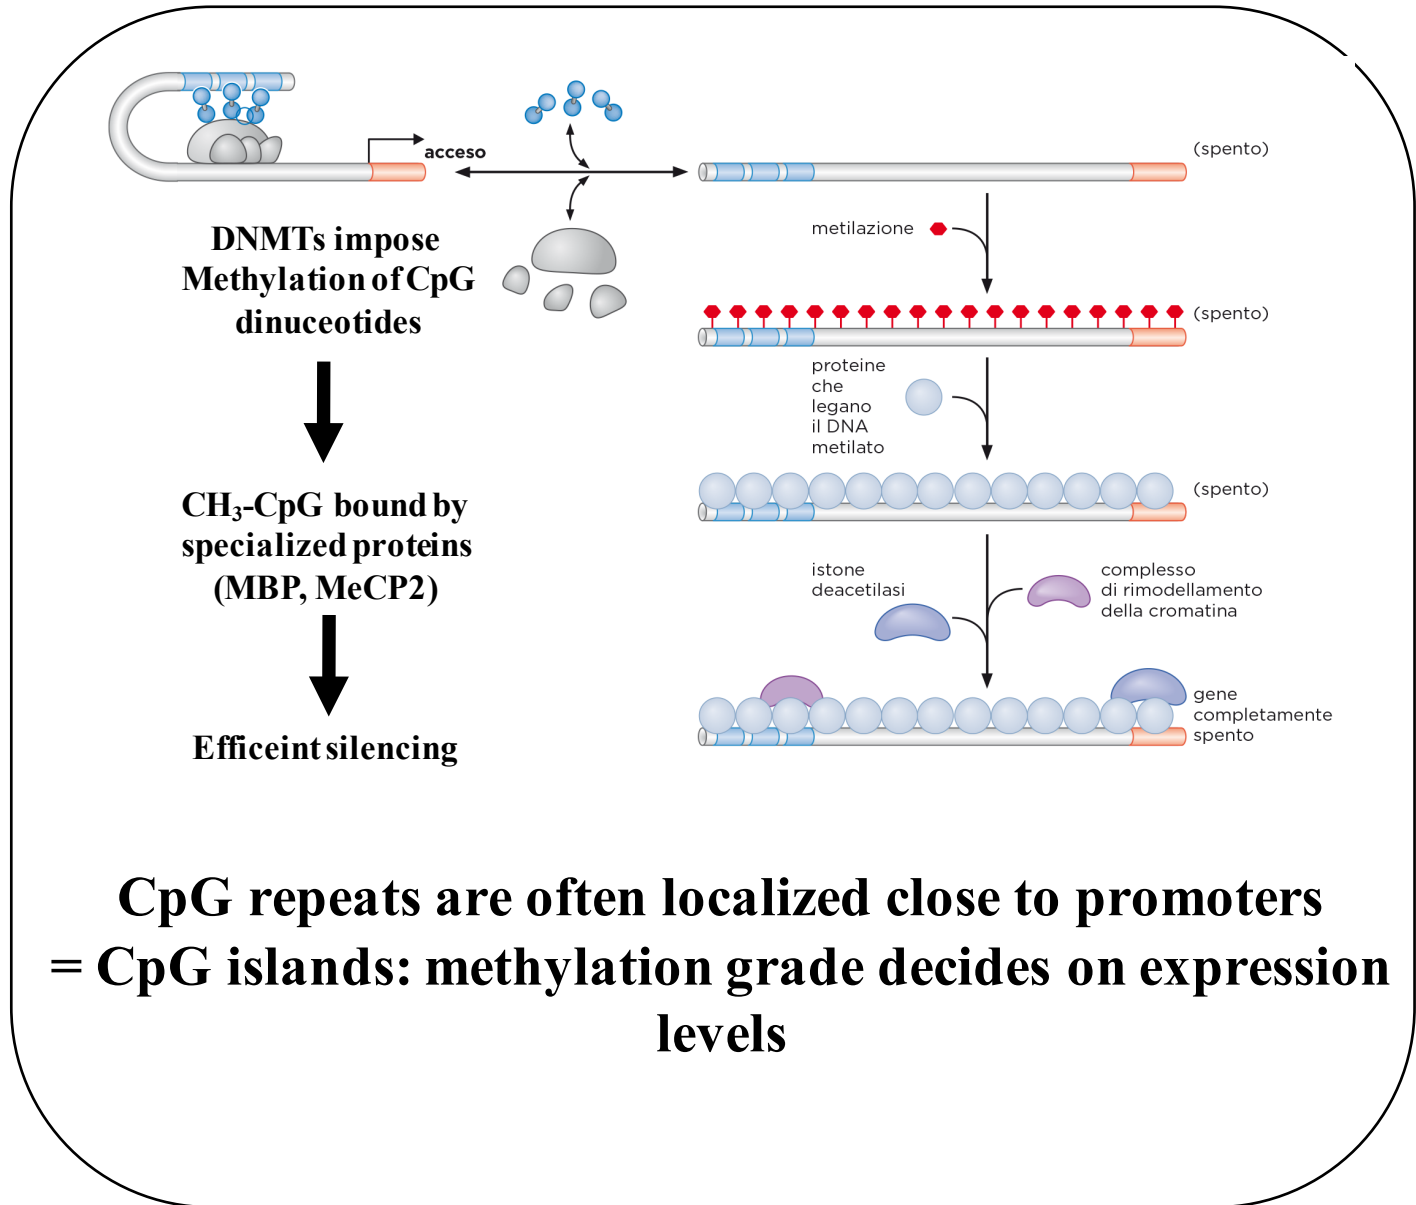 acceso
(spento)
metilazione
(spento)
proteine
che
legano
il DNA
metilato
(spento)
istone
deacetilasi
complesso
di rimodellamento
della cromatina
gene
completamente
spento
DNMTs impose
Methylation of CpG
dinuceotides
CH₃-CpG bound by
specialized proteins
(MBP, MeCP2)
Efficeint silencing
CpG repeats are often localized close to promoters
= CpG islands: methylation grade decides on expression
levels